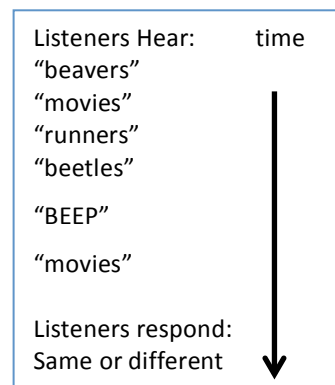 Listeners Hear: time
“beavers”
“movies”
“runners”
“beetles”
“BEEP”
“movies”
Listeners respond:
Same or different